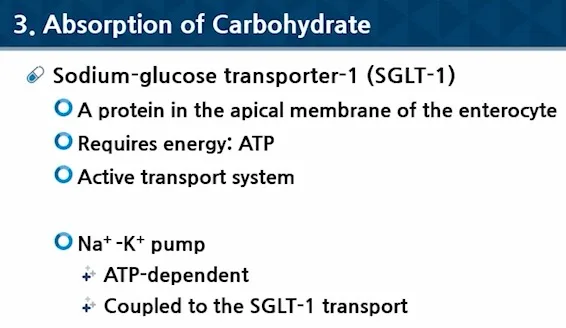 3. Absorption of Carbohydrate
Sodium-glucose transporter-1 (SGLT-1)
A protein in the apical membrane of the enterocyte
Requires energy: ATP
Active transport system
Na⁺ -K⁺ pump
ATP-dependent
Coupled to the SGLT-1 transport